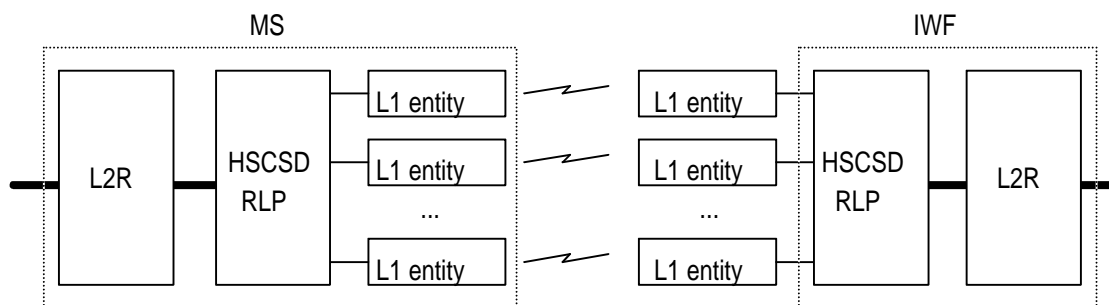 MS
IWF
L1 entity
L1 entity
L2R
HSCSD
RLP
L1 entity
L1 entity
HSCSD
RLP
L2R
...
...
L1 entity
L1 entity